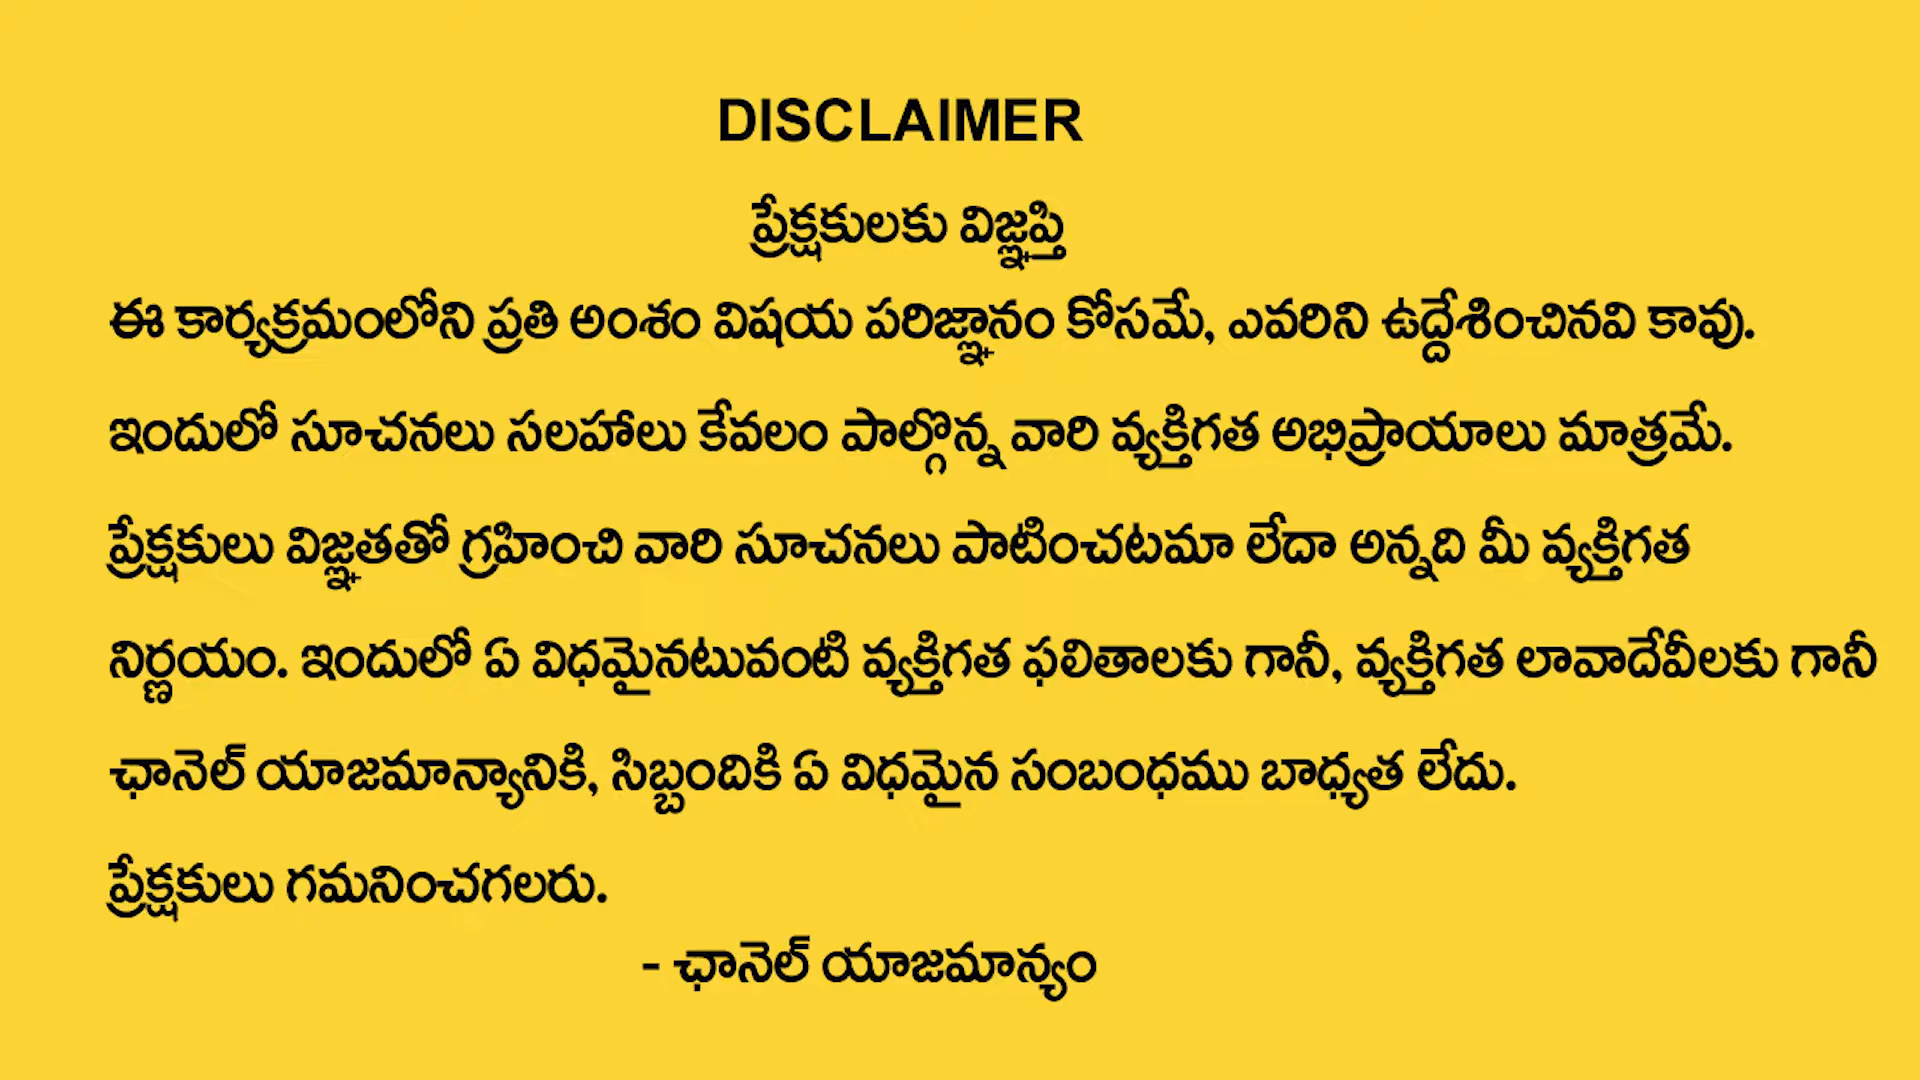 DISCLAIMER
ప్రేక్షకులకు విజ్ఞప్తి
ఈ కార్యక్రమంలోని ప్రతి అంశం విషయ పరిజ్ఞానం కోసమే, ఎవరిని ఉద్దేశించినవి కావు.
ఇందులో సూచనలు సలహాలు కేవలం పాల్గొన్న వారి వ్యక్తిగత అభిప్రాయాలు మాత్రమే.
ప్రేక్షకులు విజ్ఞతతో గ్రహించి వారి సూచనలు పాటించటమా లేదా అన్నది మీ వ్యక్తిగత
నిర్ణయం. ఇందులో ఏ విధమైనటువంటి వ్యక్తిగత ఫలితాలకు గానీ, వ్యక్తిగత లావాదేవీలకు గానీ
ఛానెల్ యాజమాన్యానికి, సిబ్బందికి ఏ విధమైన సంబంధము బాధ్యత లేదు.
ప్రేక్షకులు గమనించగలరు.
- ఛానెల్ యాజమాన్యం